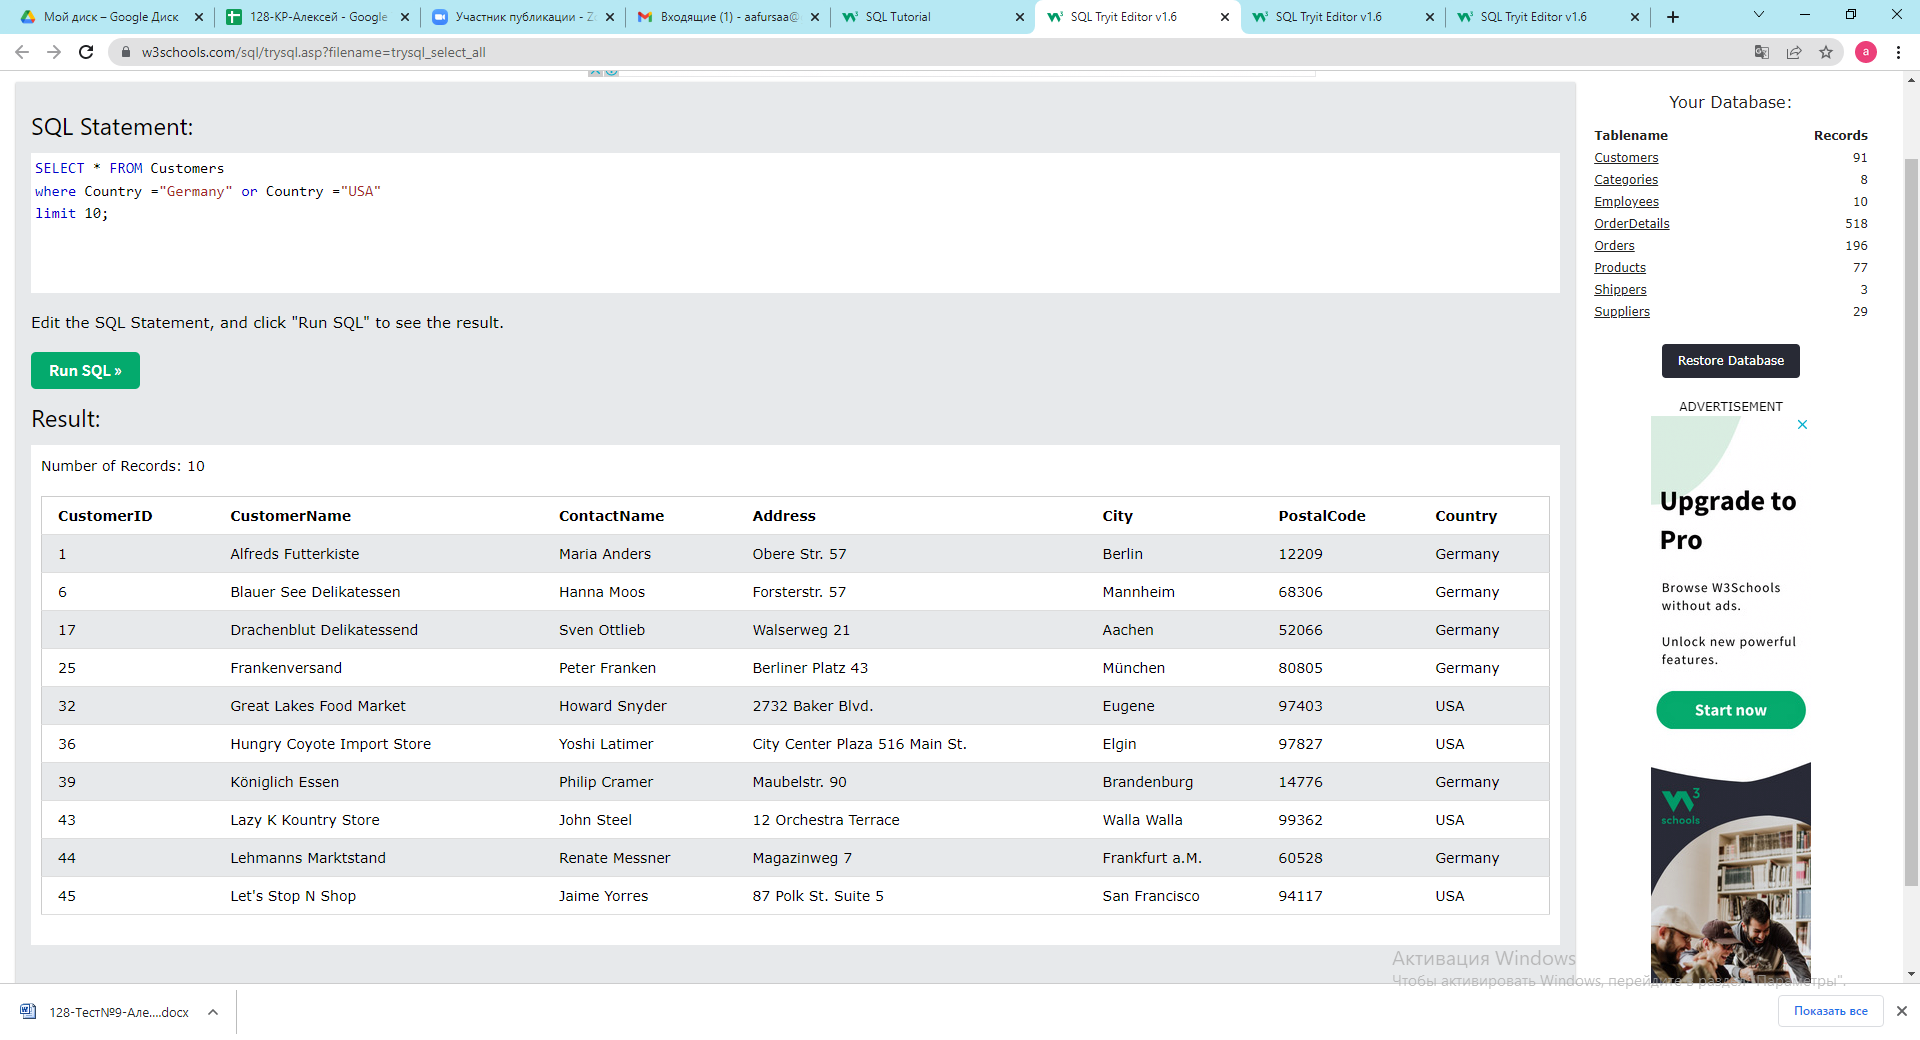 Мой диск – Google Диск
128-КР-Алексей - Google
Участник публикации - Zo
Входящие (1) - aafursaa@
SQL Tutorial
SQL Tryit Editor v1.6
SQL Tryit Editor v1.6
SQL Tryit Editor v1.6
w3schools.com/sql/trysql.asp?filename=trysql_select_all
a
SQL Statement:
SELECT * FROM Customers
where Country ="Germany" or Country ="USA"
limit 10;
Edit the SQL Statement, and click "Run SQL" to see the result.
Run SQL »
Result:
Number of Records: 10
CustomerID CustomerName ContactName Address City PostalCode Country
1 Alfreds Futterkiste Maria Anders Obere Str. 57 Berlin 12209 Germany
6 Blauer See Delikatessen Hanna Moos Forsterstr. 57 Mannheim 68306 Germany
17 Drachenblut Delikatessend Sven Ottlieb Walserweg 21 Aachen 52066 Germany
25 Frankenversand Peter Franken Berliner Platz 43 München 80805 Germany
32 Great Lakes Food Market Howard Snyder 2732 Baker Blvd. Eugene 97403 USA
36 Hungry Coyote Import Store Yoshi Latimer City Center Plaza 516 Main St. Elgin 97827 USA
39 Königlich Essen Philip Cramer Maubelstr. 90 Brandenburg 14776 Germany
43 Lazy K Kountry Store John Steel 12 Orchestra Terrace Walla Walla 99362 USA
44 Lehmanns Marktstand Renate Messner Magazinweg 7 Frankfurt a.M. 60528 Germany
45 Let's Stop N Shop Jaime Yorres 87 Polk St. Suite 5 San Francisco 94117 USA
Your Database:
Tablename Records
Customers 91
Categories 8
Employees 10
OrderDetails 518
Orders 196
Products 77
Shippers 3
Suppliers 29
Restore Database
ADVERTISEMENT
Upgrade to
Pro
Browse W3Schools
without ads.
Unlock new powerful
features.
Start now
W3
schools
Активация Windows
Чтобы активировать Windows, перейдите в раздел "Параметры".
128-Тест№9-Але....docx
Показать все